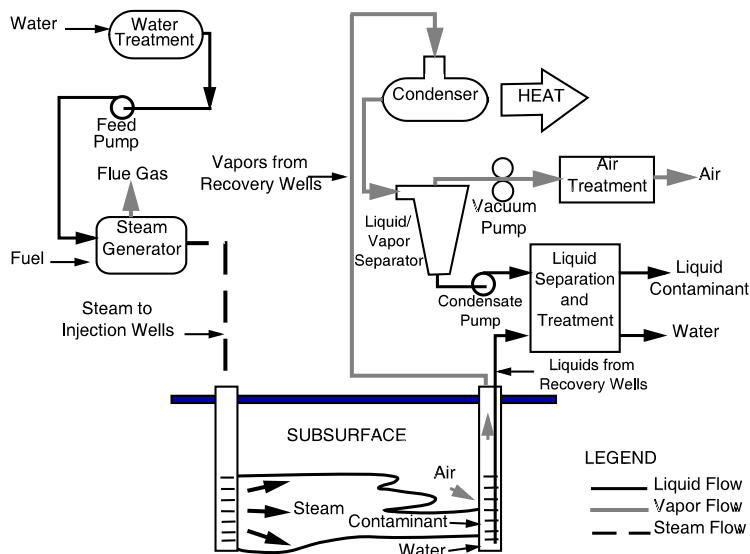 Water
Water
Treatment
Feed
Pump
Flue Gas
Steam
Generator
Fuel
Steam to
Injection Wells
Condenser
HEAT
Vapors from
Recovery Wells
Liquid/
Vapor
Separator
Vacuum
Pump
Air
Treatment
Air
Condensate
Pump
Liquid
Separation
and
Treatment
Liquid
Contaminant
Water
Liquids from
Recovery Wells
SUBSURFACE
Air
Steam
Contaminant
Water
LEGEND
Liquid Flow
Vapor Flow
Steam Flow